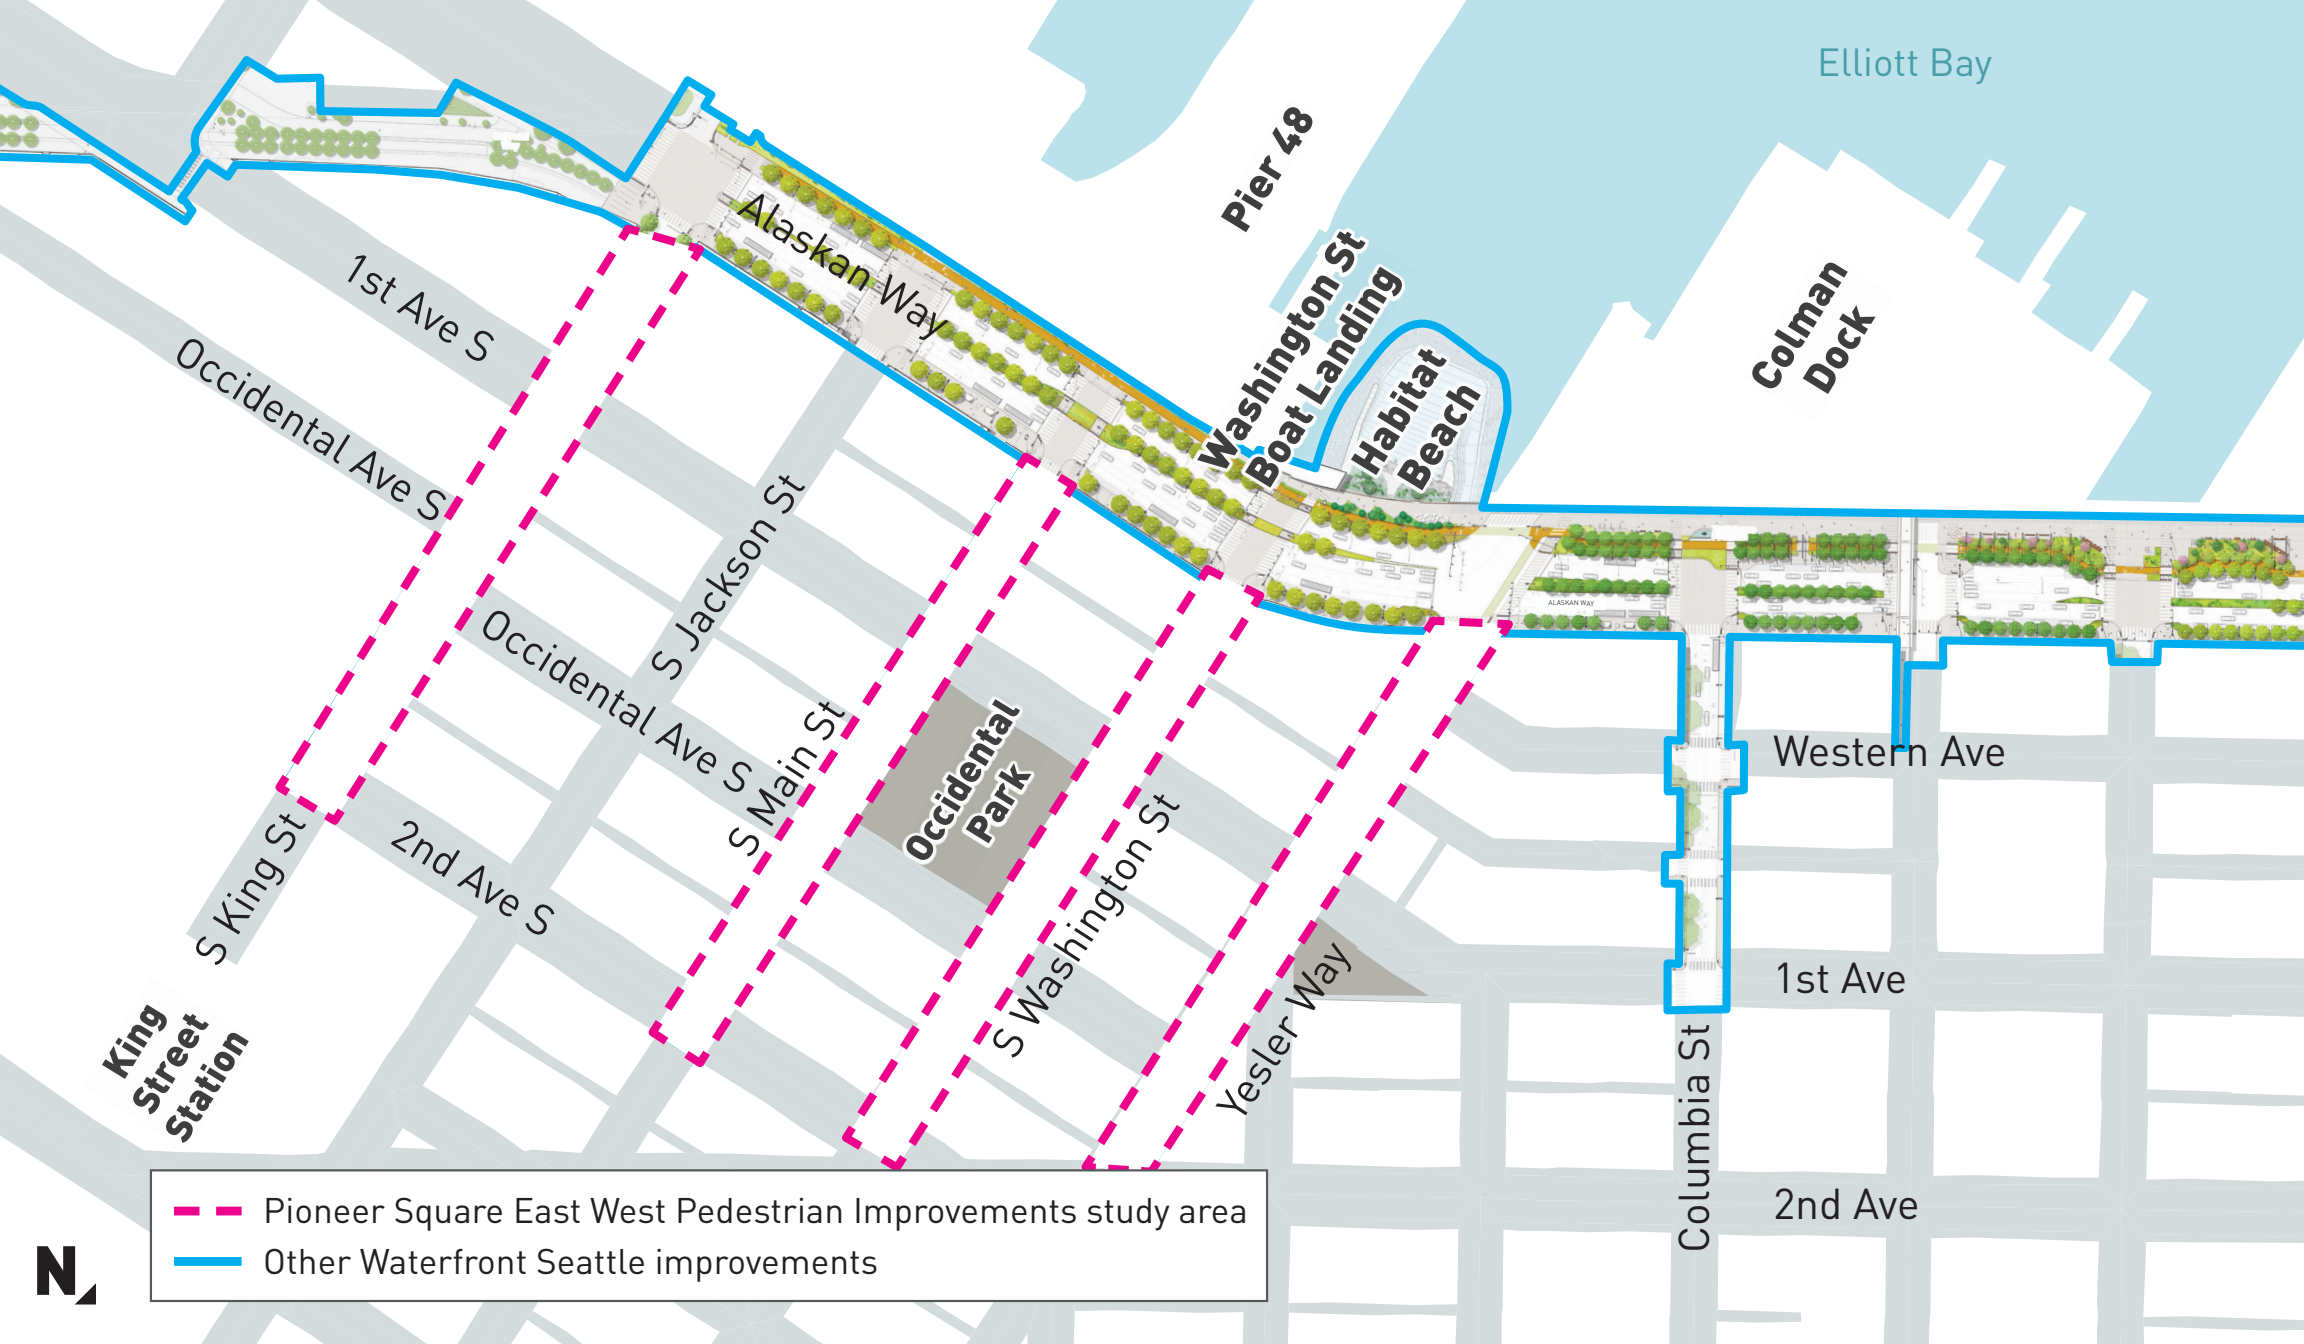 Elliott Bay
Pier 48
Washington St
Boat Landing
Habitat
Beach
Colman
Dock
Alaskan Way
1st Ave S
Occidental Ave S
S Jackson St
Occidental Ave S
S Main St
Occidental
Park
S Washington St
ALASKAN WAY
Western Ave
2nd Ave S
S King St
King
Street
Station
Yesler Way
1st Ave
Columbia St
2nd Ave
Pioneer Square East West Pedestrian Improvements study area
Other Waterfront Seattle improvements
N